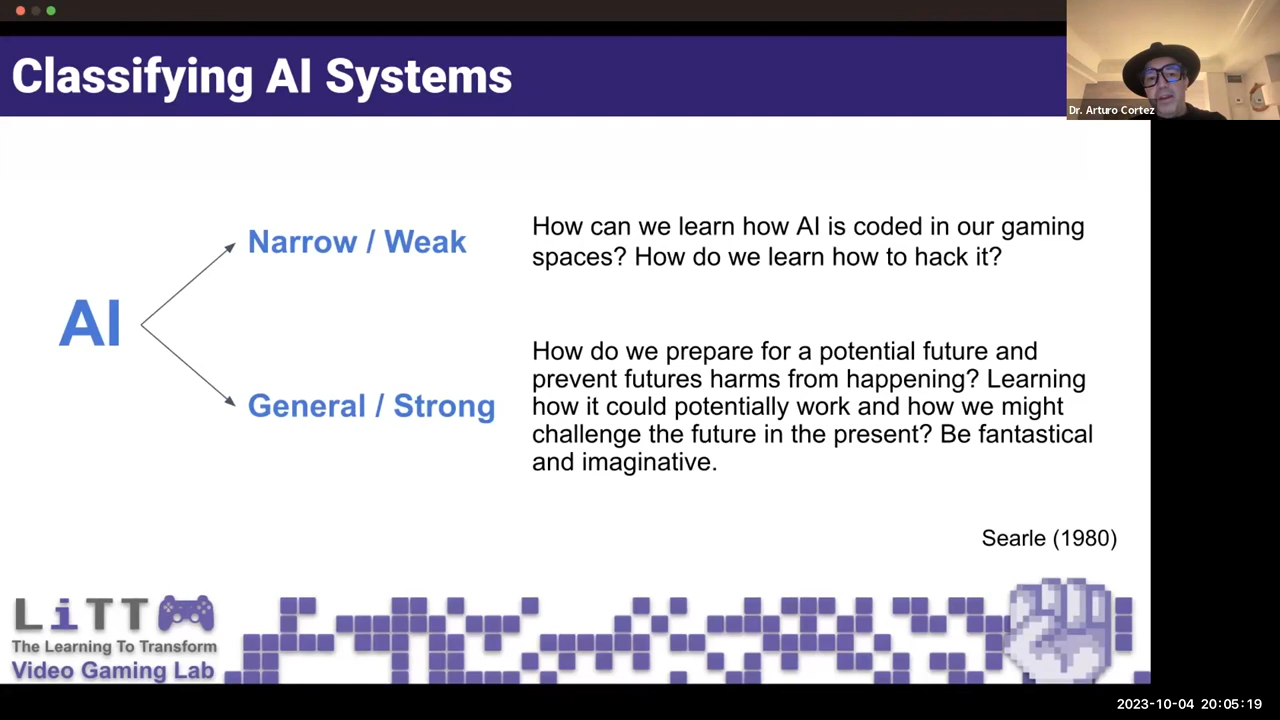 Classifying AI Systems
Dr. Arturo Cortez
AI
Narrow / Weak
How can we learn how AI is coded in our gaming
spaces? How do we learn how to hack it?
General / Strong
How do we prepare for a potential future and
prevent futures harms from happening? Learning
how it could potentially work and how we might
challenge the future in the present? Be fantastical
and imaginative.
Searle (1980)
LiTT
The Learning To Transform
Video Gaming Lab
2023-10-04 20:05:19